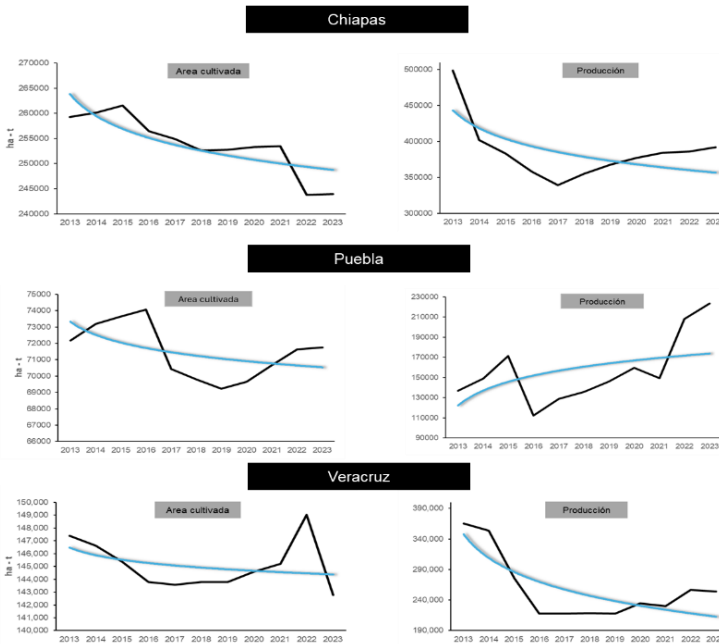 Chiapas
Area cultivada
270000
265000
260000
255000
250000
245000
240000
ha - t
2013 2014 2015 2016 2017 2018 2019 2020 2021 2022 2023
Producción
500000
450000
400000
350000
300000
2013 2014 2015 2016 2017 2018 2019 2020 2021 2022 202
Puebla
Area cultivada
75000
74000
73000
72000
71000
70000
69000
68000
67000
66000
ha - t
2013 2014 2015 2016 2017 2018 2019 2020 2021 2022 2023
Producción
230000
210000
190000
170000
150000
130000
110000
90000
2013 2014 2015 2016 2017 2018 2019 2020 2021 2022 2023
Veracruz
Area cultivada
150,000
149,000
148,000
147,000
146,000
145,000
144,000
143,000
142,000
141,000
140,000
ha - t
2013 2014 2015 2016 2017 2018 2019 2020 2021 2022 2023
Producción
390,000
340,000
290,000
240,000
190,000
2013 2014 2015 2016 2017 2018 2019 2020 2021 2022 202